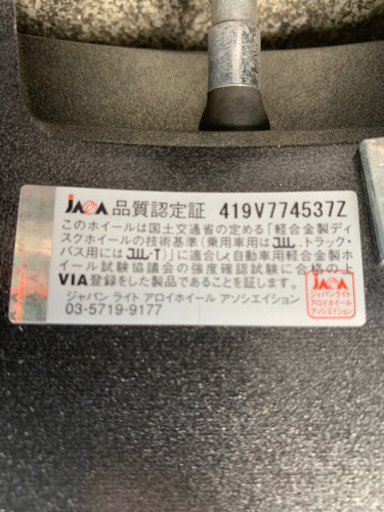 JAWA 品質認定証 419V774537Z
このホイールは国土交通省の定める「軽合金製ディ
スクホイールの技術基準（乗用車用はJWL、トラック・
バス用にはJWL-T）」に適合し、自動車用軽合金製ホ
イール試験協議会の強度確認試験に合格の上
VIA登録をした製品であることを証します。
ジャパン ライト アロイホイール アソシエイション
03-5719-9177
JAWA
ジャパンライト
アロイホイール
アソシエイション